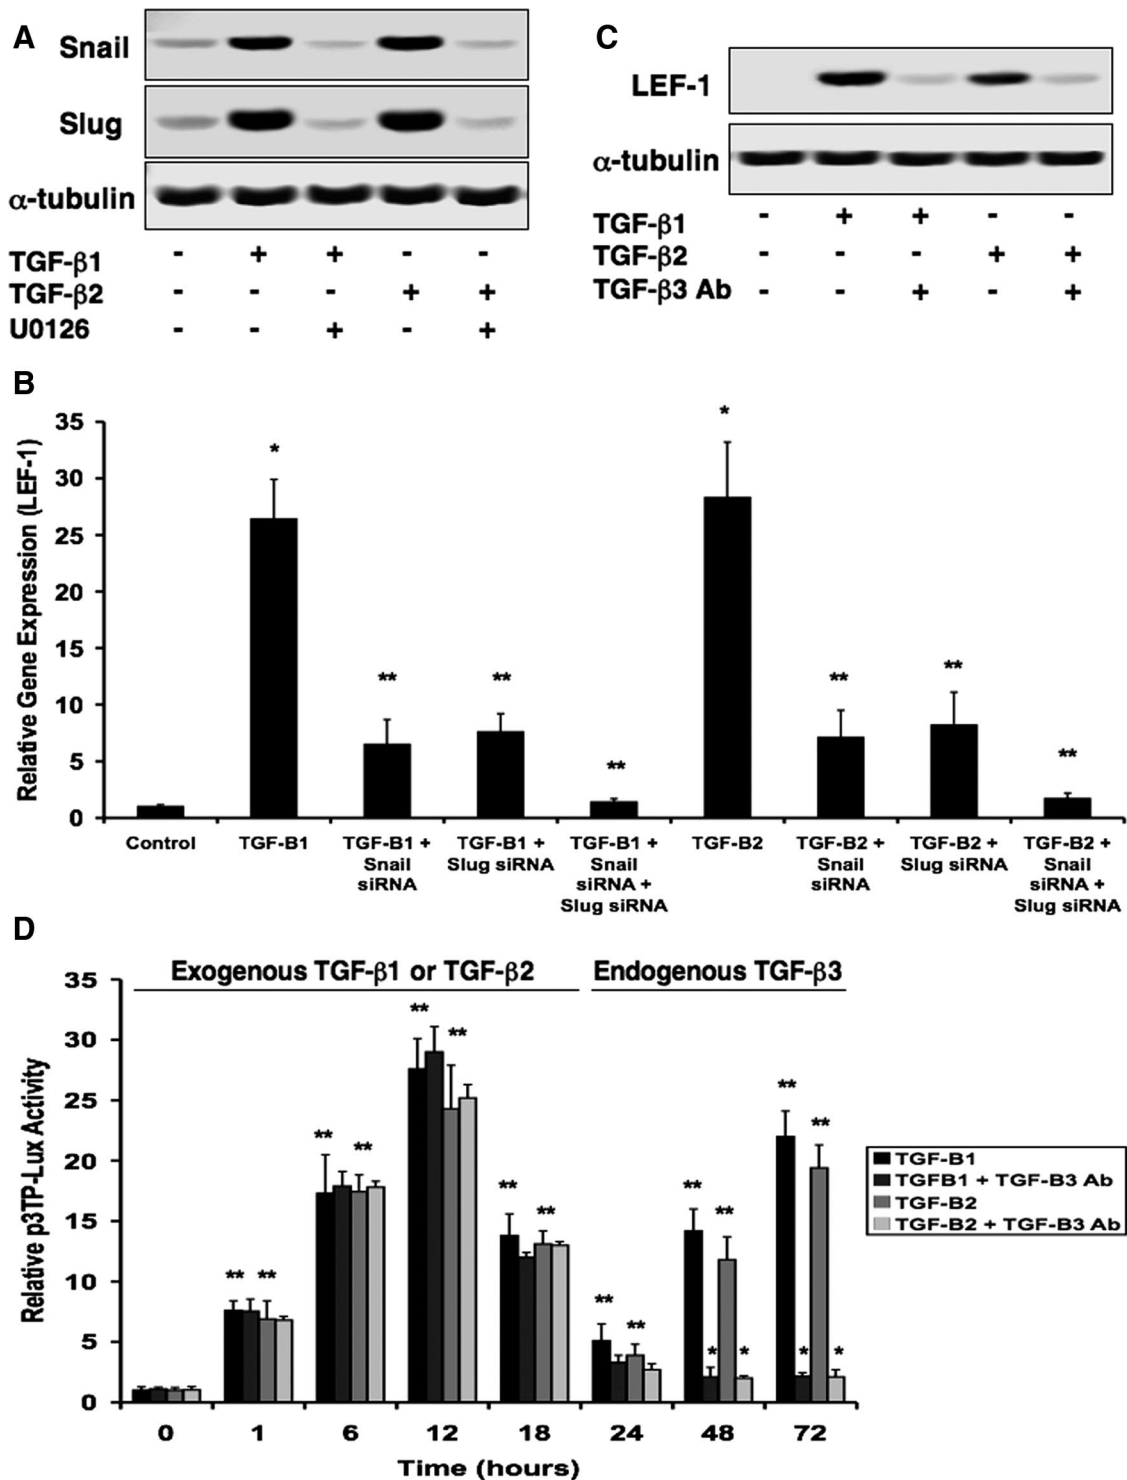 A
Snail
Slug
α-tubulin
TGF-β1 - + + - -
TGF-β2 - - - + +
U0126 - - + - +
C
LEF-1
α-tubulin
TGF-β1 - + + - -
TGF-β2 - - - + +
TGF-β3 Ab - - + - +
B
Relative Gene Expression (LEF-1)
35
30
25
20
15
10
5
0
*
**
**
**
*
**
**
**
Control
TGF-B1
TGF-B1 +
Snail
siRNA
TGF-B1 +
Slug siRNA
TGF-B1 +
Snail
siRNA +
Slug siRNA
TGF-B2
TGF-B2 +
Snail
siRNA
TGF-B2 +
Slug siRNA
TGF-B2 +
Snail
siRNA +
Slug siRNA
D
Exogenous TGF-β1 or TGF-β2
Endogenous TGF-β3
Relative p3TP-Lux Activity
35
30
25
20
15
10
5
0
** **
** **
** **
** **
** **
** * ** *
** * ** *
0 1 6 12 18 24 48 72
Time (hours)
TGF-B1
TGFB1 + TGF-B3 Ab
TGF-B2
TGF-B2 + TGF-B3 Ab